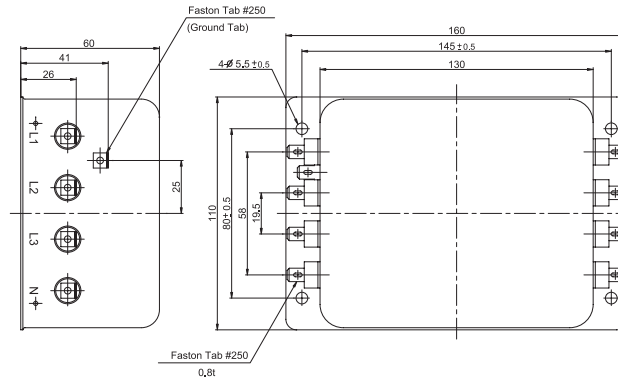 Faston Tab #250
(Ground Tab)
60
41
26
160
145±0.5
4-Ø 5.5±0.5
130
L1
L2
L3
N
25
110
80±0.5
58
19.5
Faston Tab #250
0.8t